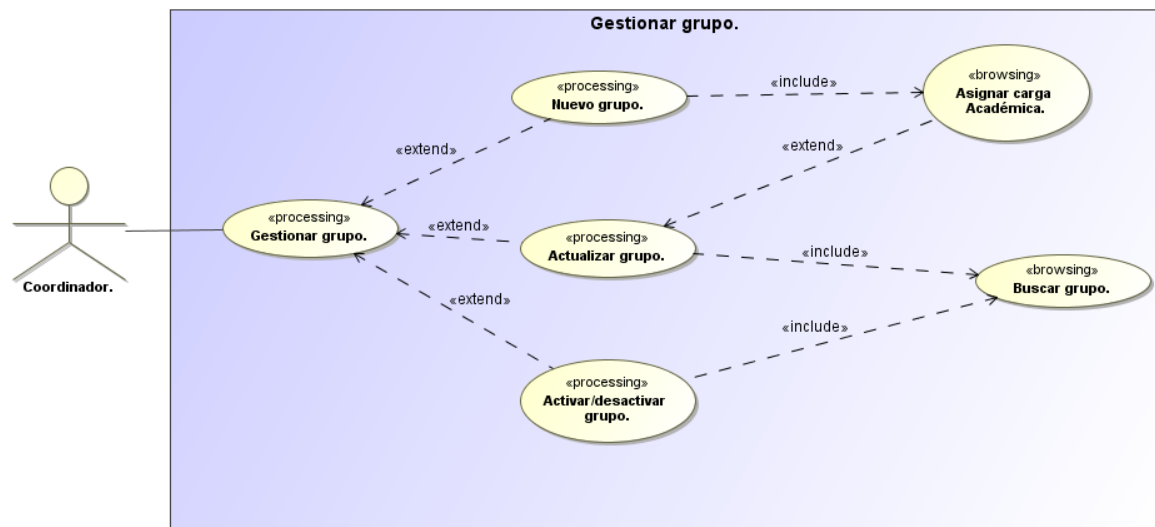 Gestionar grupo.
«processing»
Nuevo grupo.
«include»
«browsing»
Asignar carga
Académica.
«extend»
«extend»
«processing»
Gestionar grupo.
«extend»
«processing»
Actualizar grupo.
«include»
«browsing»
Buscar grupo.
Coordinador.
«extend»
«include»
«processing»
Activar/desactivar
grupo.